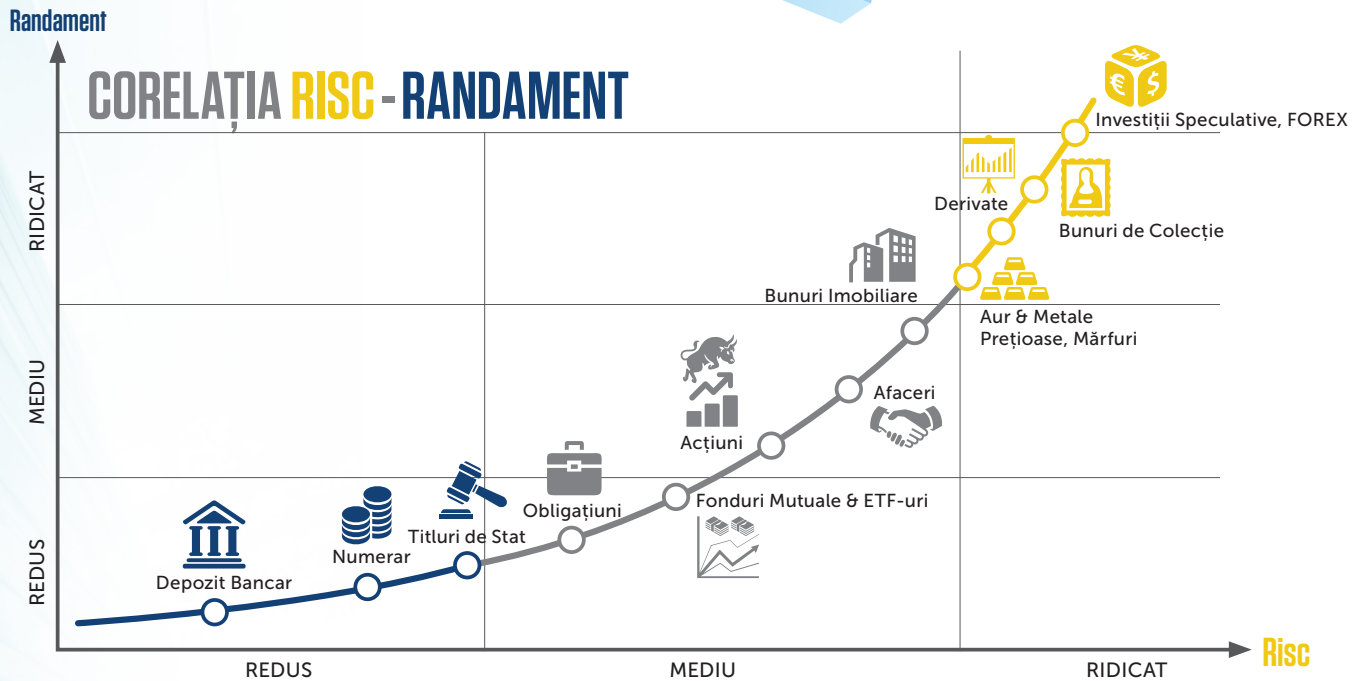 Randament
CORELAȚIA RISC - RANDAMENT
Investiții Speculative, FOREX
RIDICAT
Derivate
Bunuri de Colecție
Bunuri Imobiliare
Aur & Metale
Prețioase, Mărfuri
MEDIU
Afaceri
Acțiuni
Fonduri Mutuale & ETF-uri
Obligațiuni
Titluri de Stat
Numerar
Depozit Bancar
REDUS
REDUS
MEDIU
RIDICAT
Risc